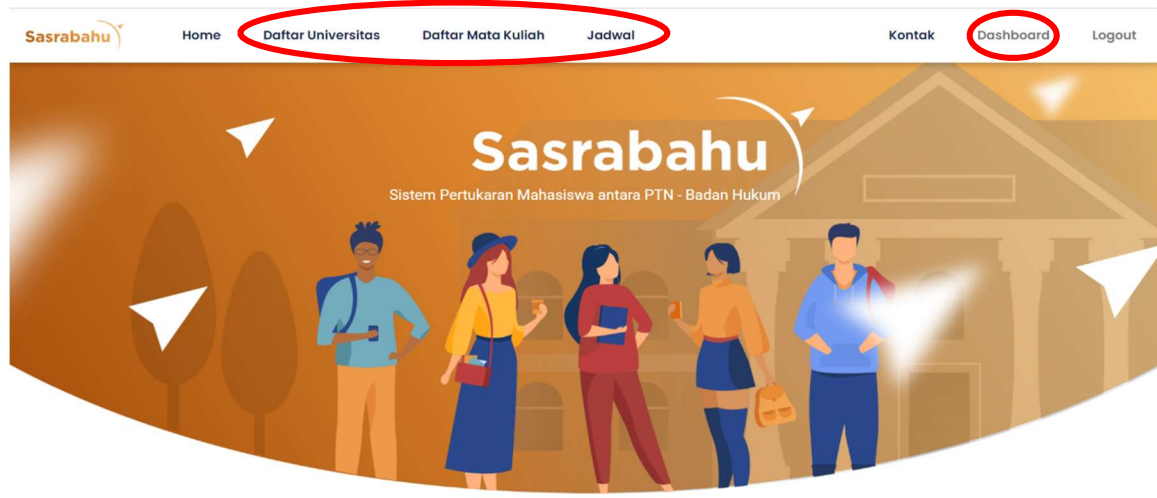 Sasrabahu Home Daftar Universitas Daftar Mata Kuliah Jadwal Kontak Dashboard Logout
Sasrabahu
Sistem Pertukaran Mahasiswa antara PTN - Badan Hukum